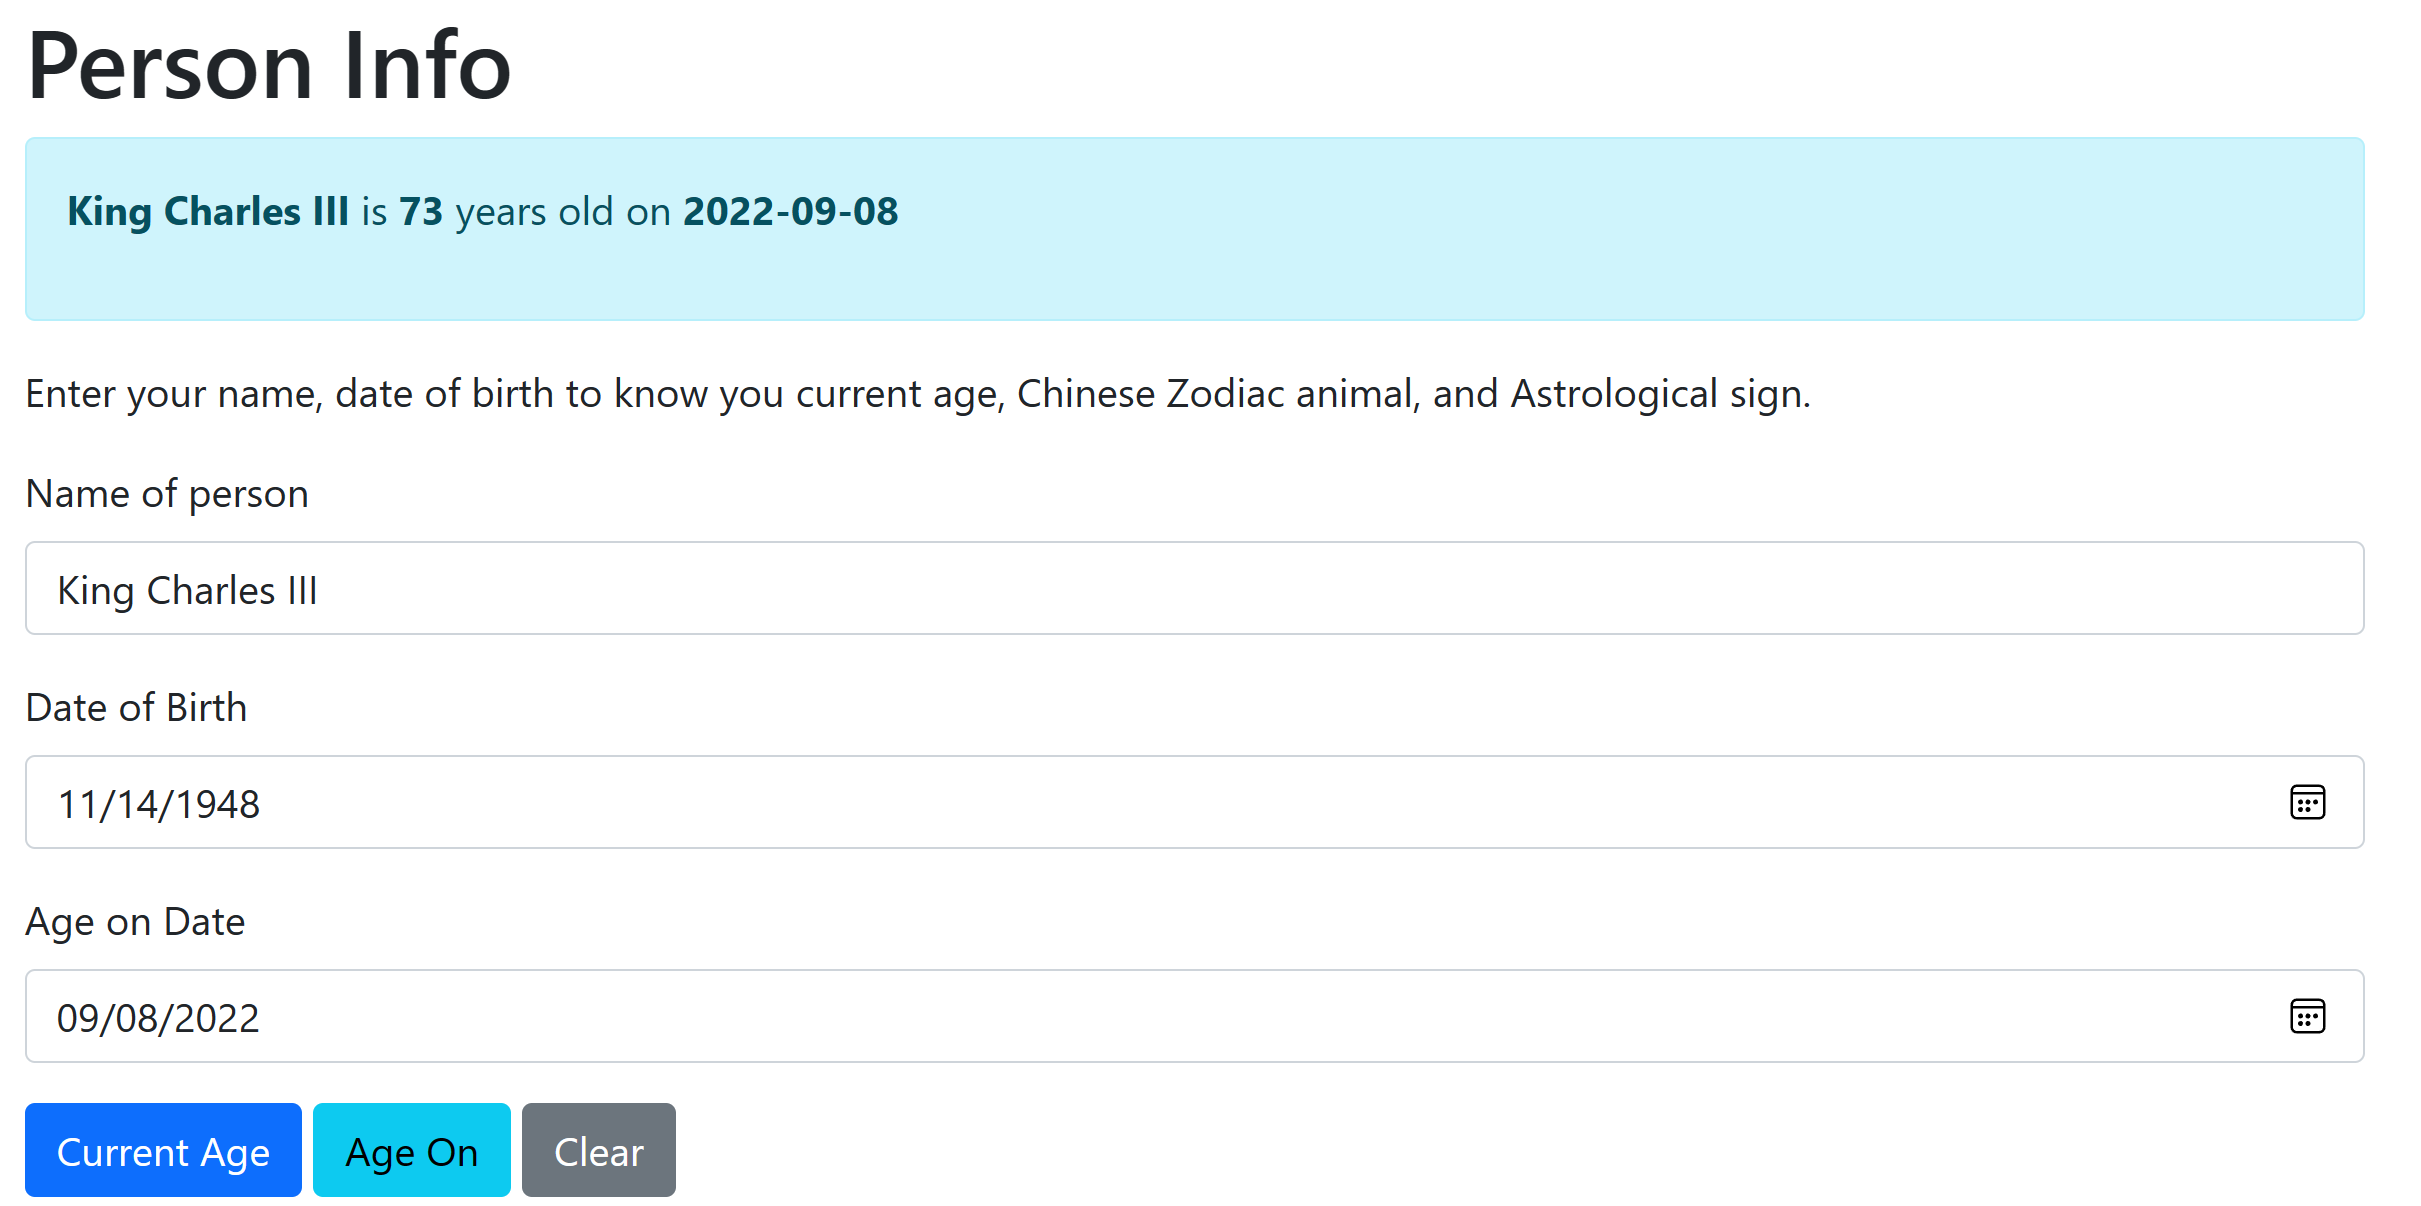 Person Info
King Charles III is 73 years old on 2022-09-08
Enter your name, date of birth to know you current age, Chinese Zodiac animal, and Astrological sign.
Name of person
King Charles III
Date of Birth
11/14/1948
Age on Date
09/08/2022
Current Age Age On Clear